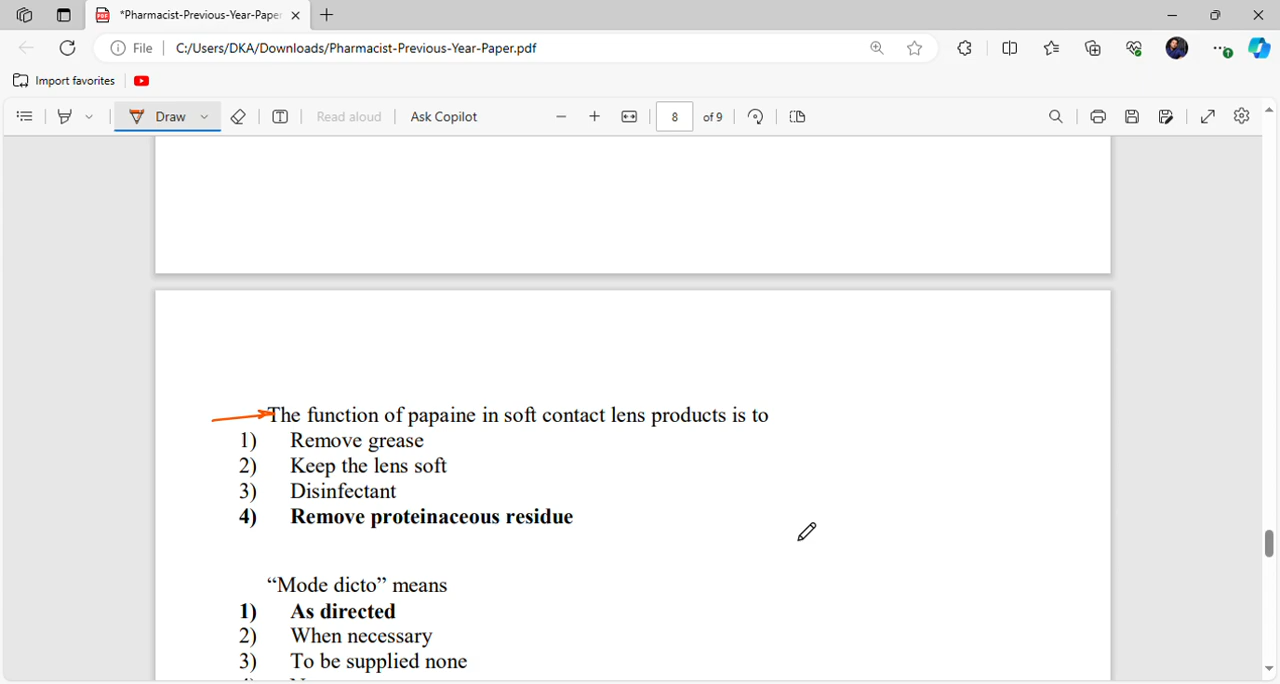 *Pharmacist-Previous-Year-Paper
File C:/Users/DKA/Downloads/Pharmacist-Previous-Year-Paper.pdf
Import favorites
Draw Read aloud Ask Copilot 8 of 9
The function of papaine in soft contact lens products is to
1) Remove grease
2) Keep the lens soft
3) Disinfectant
4) Remove proteinaceous residue
“Mode dicto” means
1) As directed
2) When necessary
3) To be supplied none